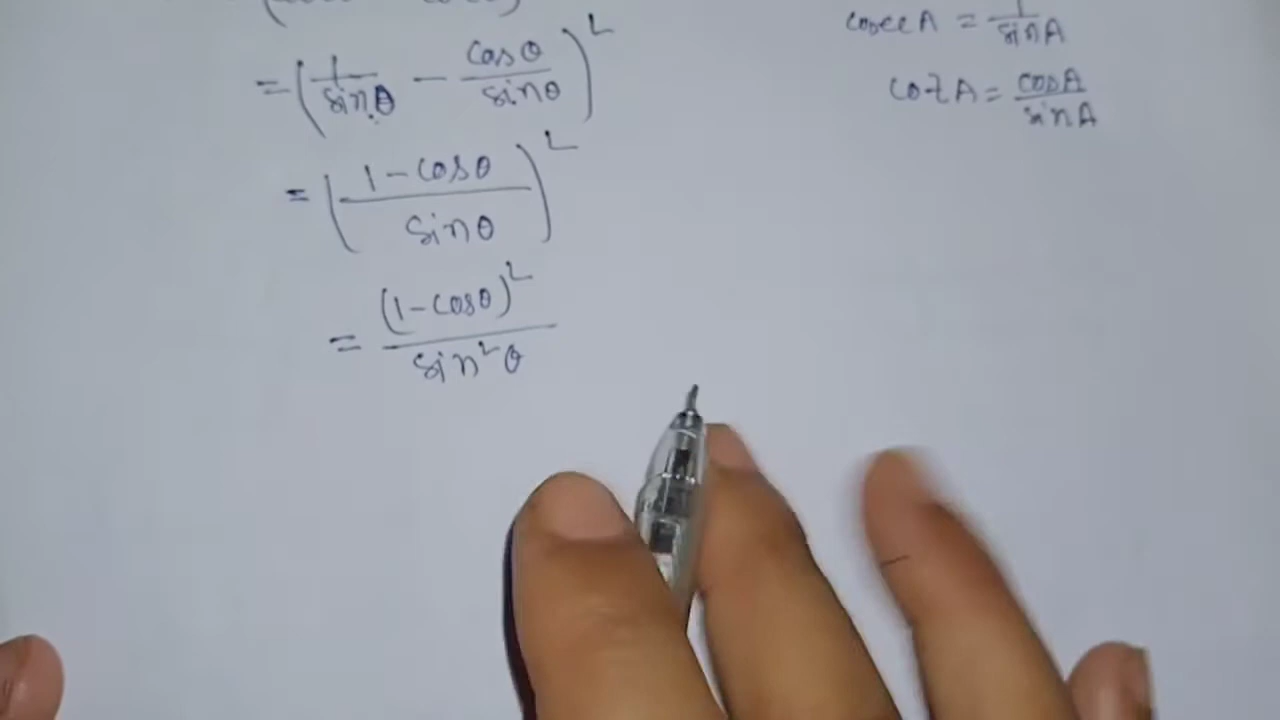 = (1/sinθ - cosθ/sinθ)²
= ((1-cosθ)/sinθ)²
= (1-cosθ)²/sin²θ
cosecA = 1/sinA
cotA = cosA/sinA